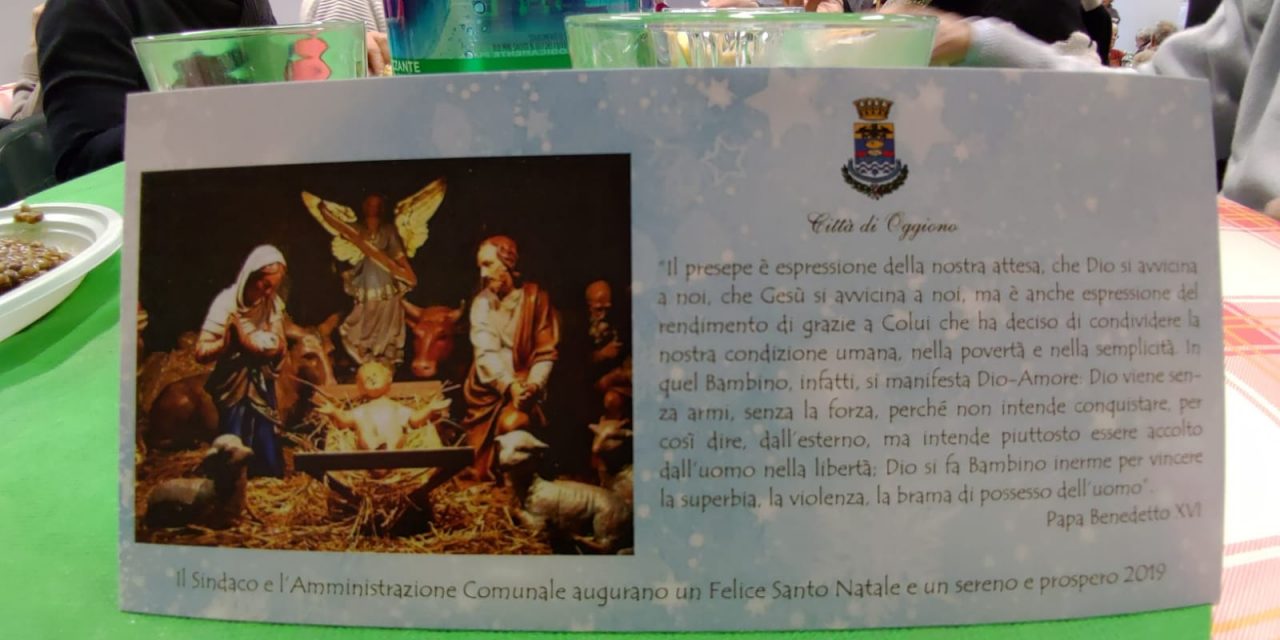 ZANTE
Città di Oggiono
"Il presepe è espressione della nostra attesa, che Dio si avvicina
a noi, che Gesù si avvicina a noi, ma è anche espressione del
rendimento di grazie a Colui che ha deciso di condividere la
nostra condizione umana, nella povertà e nella semplicità. In
quel Bambino, infatti, si manifesta Dio-Amore: Dio viene sen-
za armi, senza la forza, perché non intende conquistare, per
così dire, dall'esterno, ma intende piuttosto essere accolto
dall'uomo nella libertà; Dio si fa Bambino inerme per vincere
la superbia, la violenza, la brama di possesso dell'uomo".
Papa Benedetto XVI
Il Sindaco e l'Amministrazione Comunale augurano un Felice Santo Natale e un sereno e prospero 2019